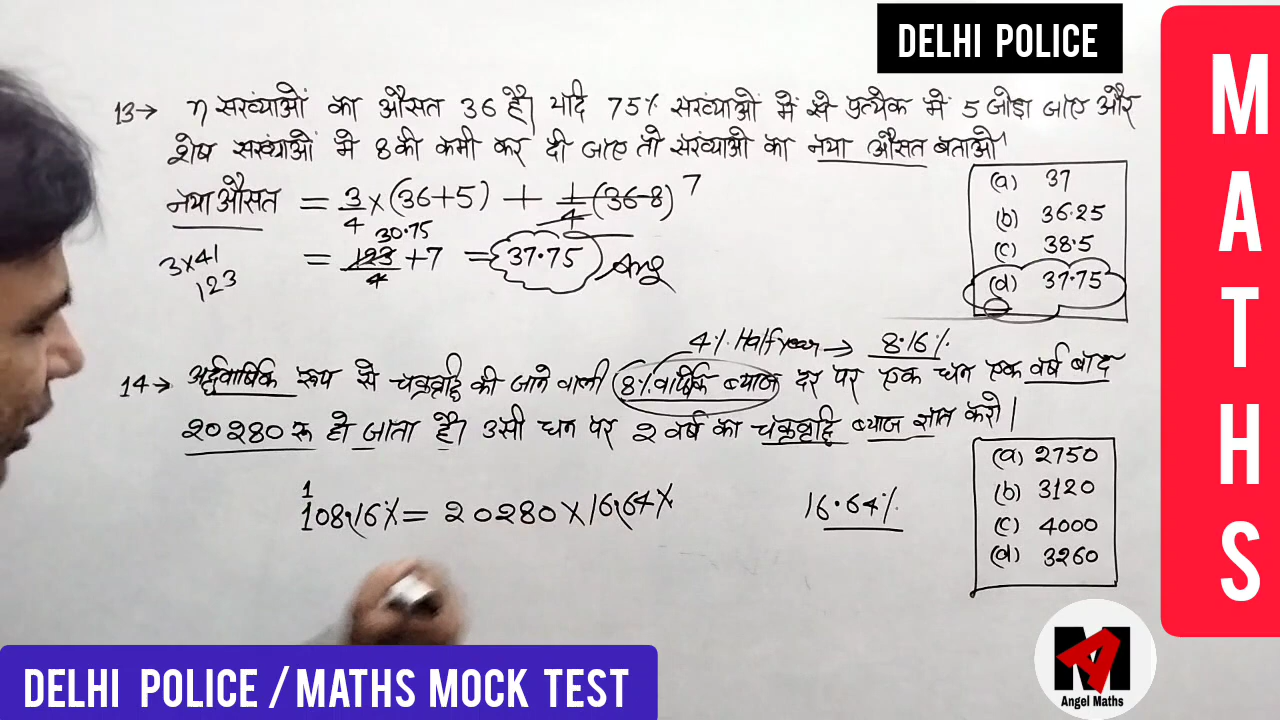 DELHI POLICE
13→ n संख्याओं का औसत 36 है। यदि 75% संख्याओं में से प्रत्येक में 5 जोड़ा जाए और
शेष संख्याओं में 8 की कमी कर दी जाए तो संख्याओं का नया औसत बताओ
नया औसत = 3/4 × (36+5) + 1/4 (36-8) 7
3×41
123
= 123/4 + 7 = 37.75 Ans
30.75
(a) 37
(b) 36.25
(c) 38.5
(d) 37.75
4% Half year → 8.16%
14→ अर्द्धवार्षिक रूप से चक्रवृद्धि की जाने वाली 8% वार्षिक ब्याज दर पर एक धन एक वर्ष बाद
20280 रू हो जाता है। उसी धन पर 2 वर्ष का चक्रवृद्धि ब्याज ज्ञात करो।
1
108.16% = 20280 × 16.64%
16.64%
(a) 2750
(b) 3120
(c) 4000
(d) 3260
MATHS
DELHI POLICE / MATHS MOCK TEST
MA
Angel Maths